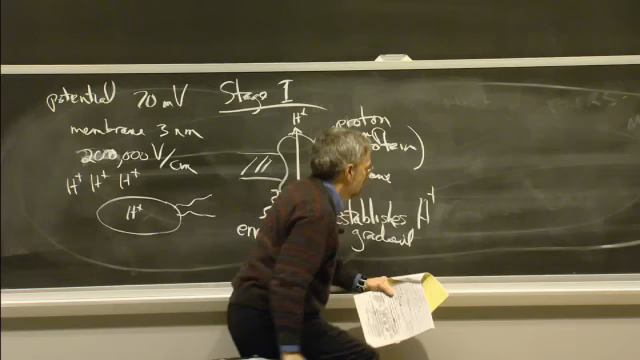 potential 70 mV
membrane 3 nm
200,000 V/cm
H+ H+ H+
H+
Stage I
H+
proton
establishes H+
gradient